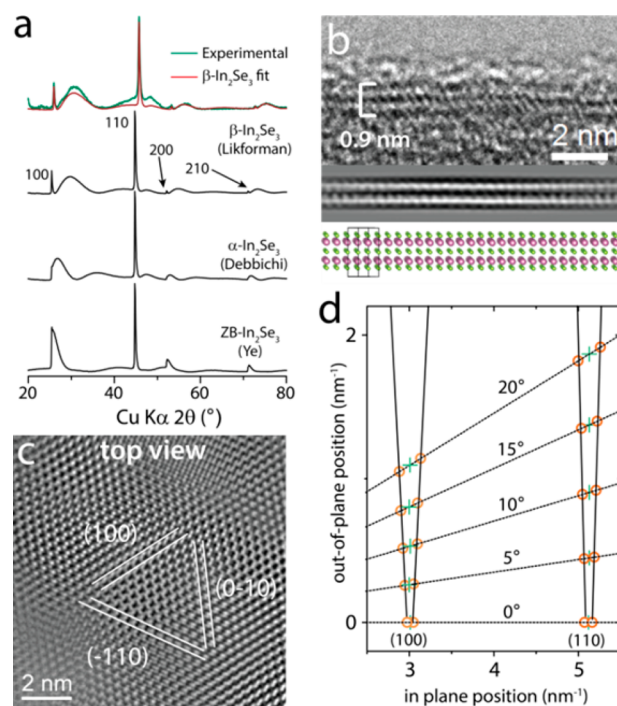 a
Experimental
β-In2Se3 fit
110
β-In2Se3
(Likforman)
100
200
210
α-In2Se3
(Debbichi)
ZB-In2Se3
(Ye)
20 30 40 50 60 70 80
Cu Kα 2θ (°)
b
0.9 nm
2 nm
c
top view
(100)
(0-10)
(-110)
2 nm
d
2
1
0
out-of-plane position (nm⁻¹)
20°
15°
10°
5°
0°
(100)
(110)
3 4 5
in plane position (nm⁻¹)